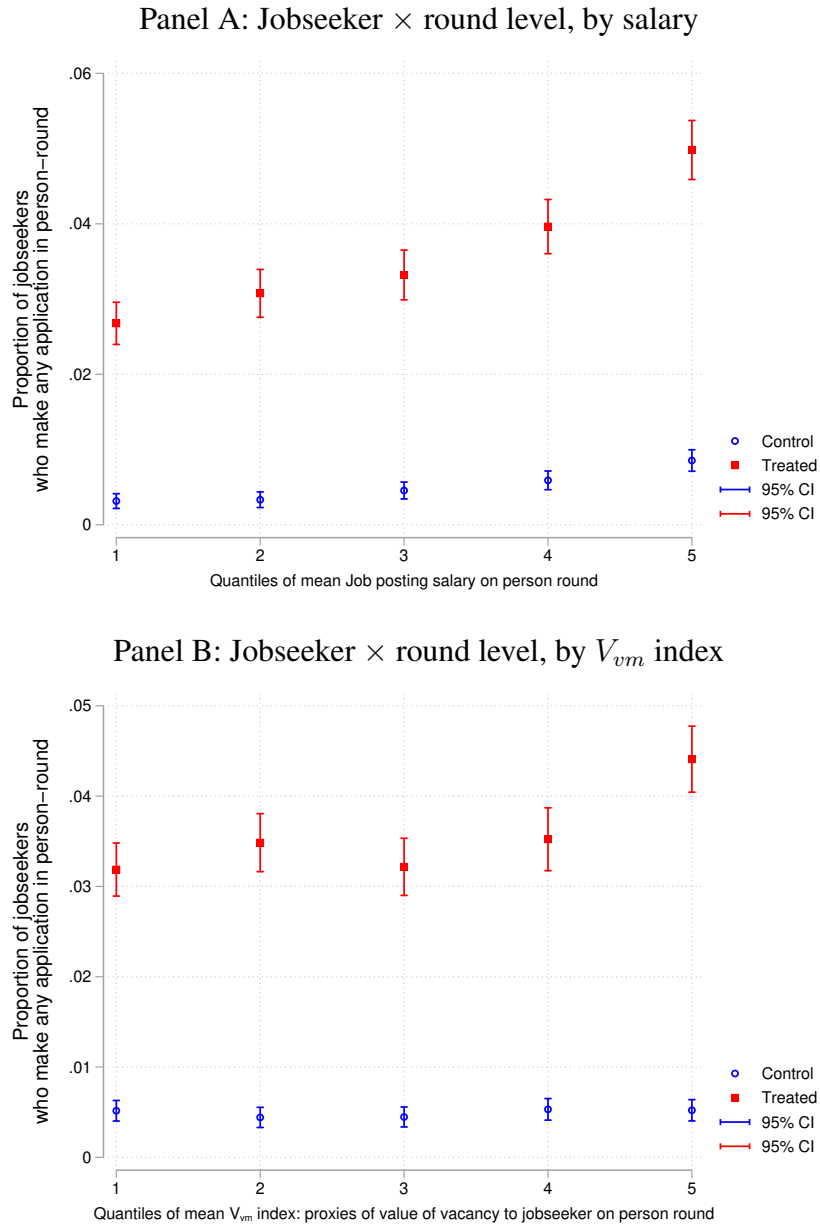 Panel A: Jobseeker × round level, by salary
Proportion of jobseekers
who make any application in person−round
.06
.04
.02
0
1 2 3 4 5
Quantiles of mean Job posting salary on person round
Control
Treated
95% CI
95% CI
Panel B: Jobseeker × round level, by V_{vm} index
Proportion of jobseekers
who make any application in person−round
.05
.04
.03
.02
.01
0
1 2 3 4 5
Quantiles of mean V_{vm} index: proxies of value of vacancy to jobseeker on person round
Control
Treated
95% CI
95% CI